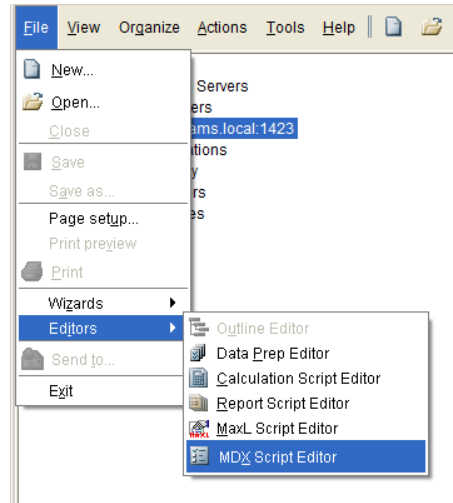 File View Organize Actions Tools Help
New...
Open...
Close
Save
Save as...
Page setup...
Print preview
Print
Wizards
Editors
Send to...
Exit
Servers
ers
ams.local:1423
ations
y
rs
es
Outline Editor
Data Prep Editor
Calculation Script Editor
Report Script Editor
MaxL Script Editor
MDX Script Editor